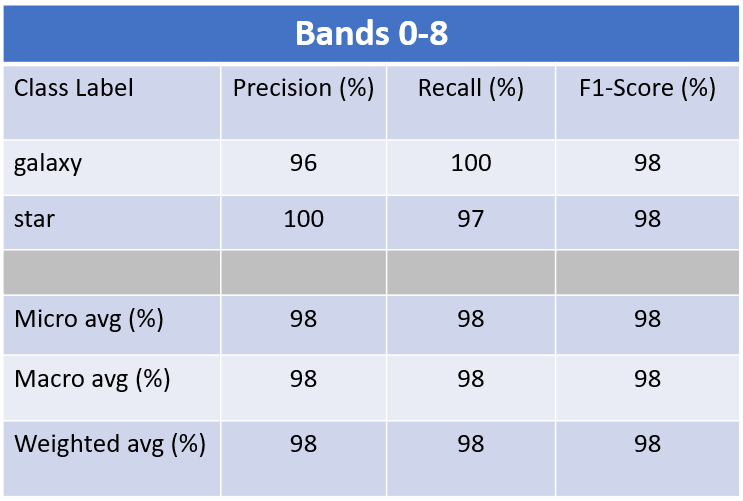 Bands 0-8
Class Label Precision (%) Recall (%) F1-Score (%)
galaxy 96 100 98
star 100 97 98
Micro avg (%) 98 98 98
Macro avg (%) 98 98 98
Weighted avg (%) 98 98 98